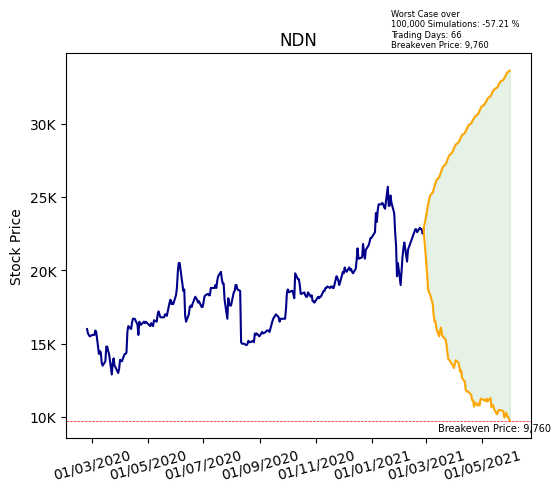 Worst Case over
100,000 Simulations: -57.21 %
Trading Days: 66
Breakeven Price: 9,760
NDN
Stock Price
30K
25K
20K
15K
10K
Breakeven Price: 9,760
01/03/2020
01/05/2020
01/07/2020
01/09/2020
01/11/2020
01/01/2021
01/03/2021
01/05/2021